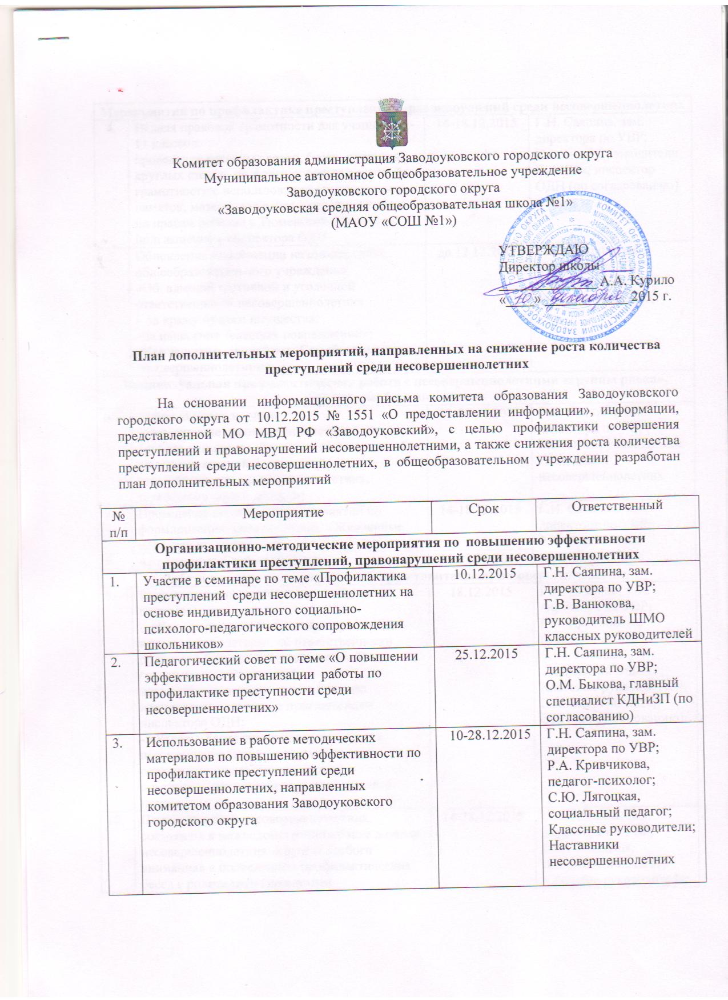 Комитет образования администрация Заводоуковского городского округа
Муниципальное автономное общеобразовательное учреждение
Заводоуковского городского округа
«Заводоуковская средняя общеобразовательная школа №1»
(МАОУ «СОШ №1»)
УТВЕРЖДАЮ
Директор школы
А.А. Курило
« 10 » декабря 2015 г.
План дополнительных мероприятий, направленных на снижение роста количества
преступлений среди несовершеннолетних
На основании информационного письма комитета образования Заводоуковского
городского округа от 10.12.2015 № 1551 «О предоставлении информации», информации,
представленной МО МВД РФ «Заводоуковский», с целью профилактики совершения
преступлений и правонарушений несовершеннолетними, а также снижения роста количества
преступлений среди несовершеннолетних, в общеобразовательном учреждении разработан
план дополнительных мероприятий
№ Мероприятие Срок Ответственный
п/п
Организационно-методические мероприятия по повышению эффективности
профилактики преступлений, правонарушений среди несовершеннолетних
1. Участие в семинаре по теме «Профилактика 10.12.2015 Г.Н. Саяпина, зам.
преступлений среди несовершеннолетних на директора по УВР;
основе индивидуального социально- Г.В. Ванюкова,
психолого-педагогического сопровождения руководитель ШМО
школьников» классных руководителей
2. Педагогический совет по теме «О повышении 25.12.2015 Г.Н. Саяпина, зам.
эффективности организации работы по директора по УВР;
профилактике преступности среди О.М. Быкова, главный
несовершеннолетних» специалист КДНиЗП (по
согласованию)
3. Использование в работе методических 10-28.12.2015 Г.Н. Саяпина, зам.
материалов по повышению эффективности по директора по УВР;
профилактике преступлений среди Р.А. Кривчикова,
несовершеннолетних, направленных педагог-психолог;
комитетом образования Заводоуковского С.Ю. Лягоцкая,
городского округа социальный педагог;
Классные руководители;
Наставники
несовершеннолетних